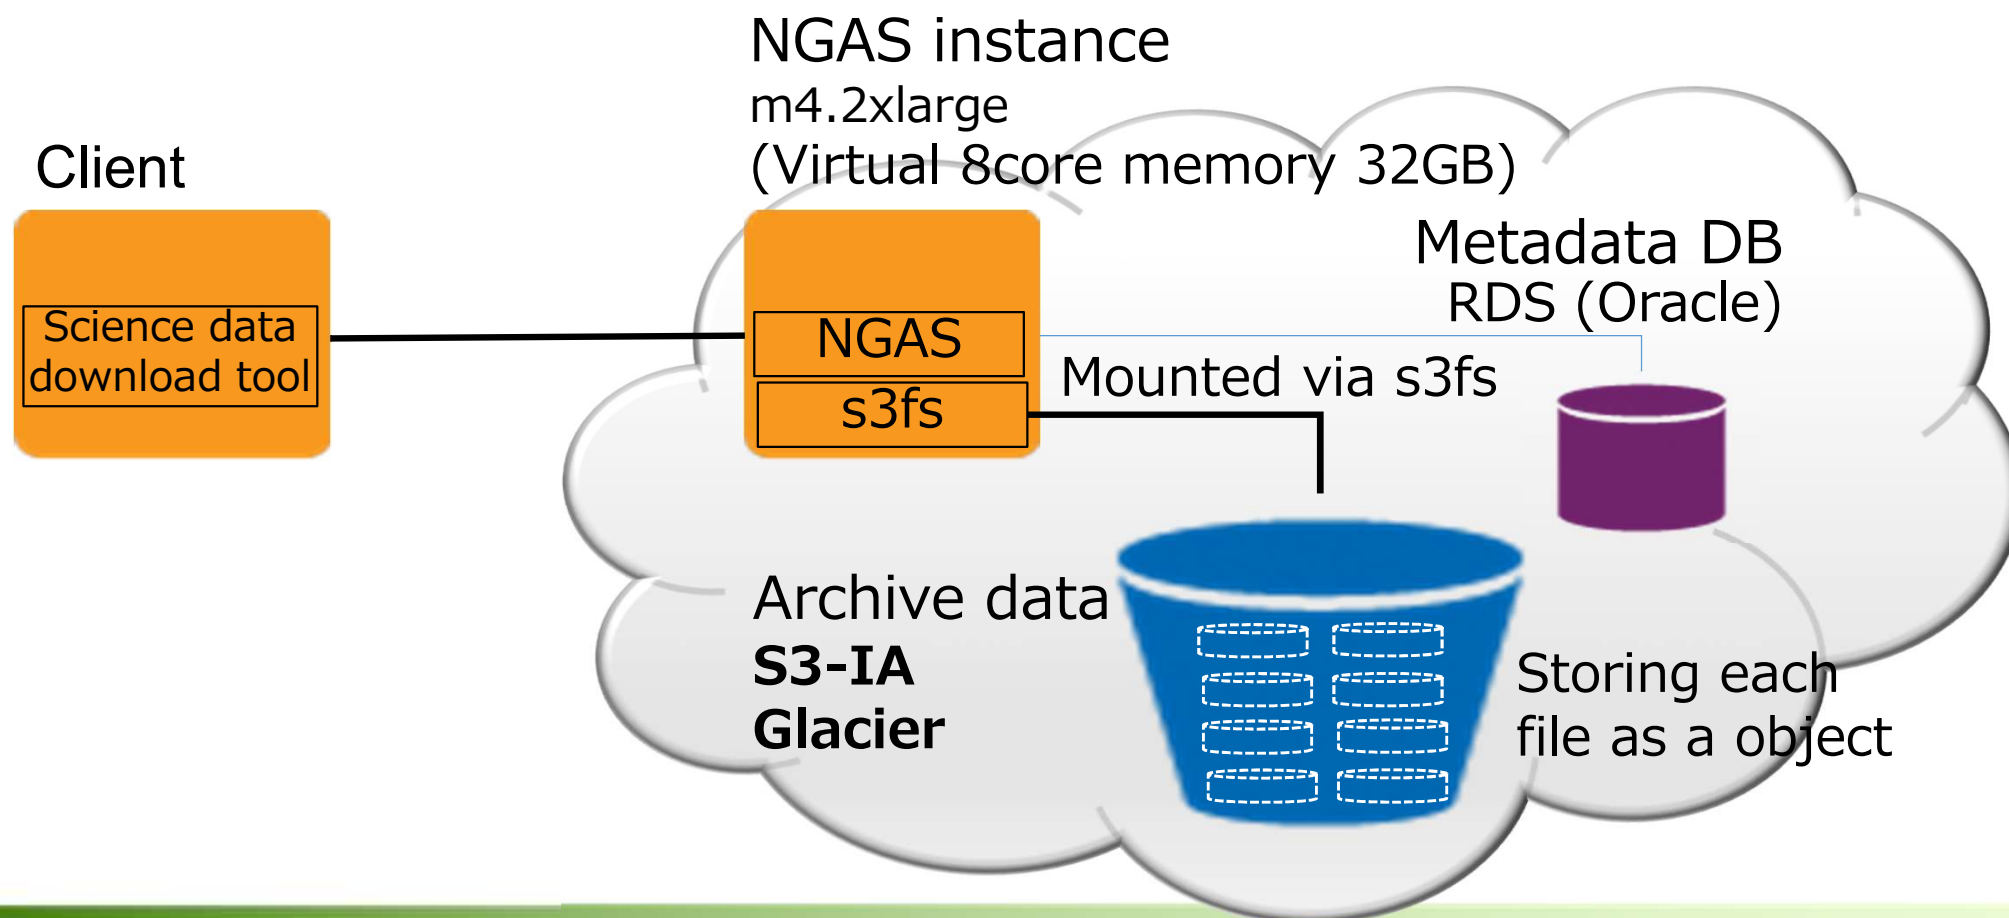 NGAS instance
m4.2xlarge
(Virtual 8core memory 32GB)
Client
Metadata DB
RDS (Oracle)
Science data
download tool
NGAS
s3fs
Mounted via s3fs
Archive data
S3-IA
Glacier
Storing each
file as a object